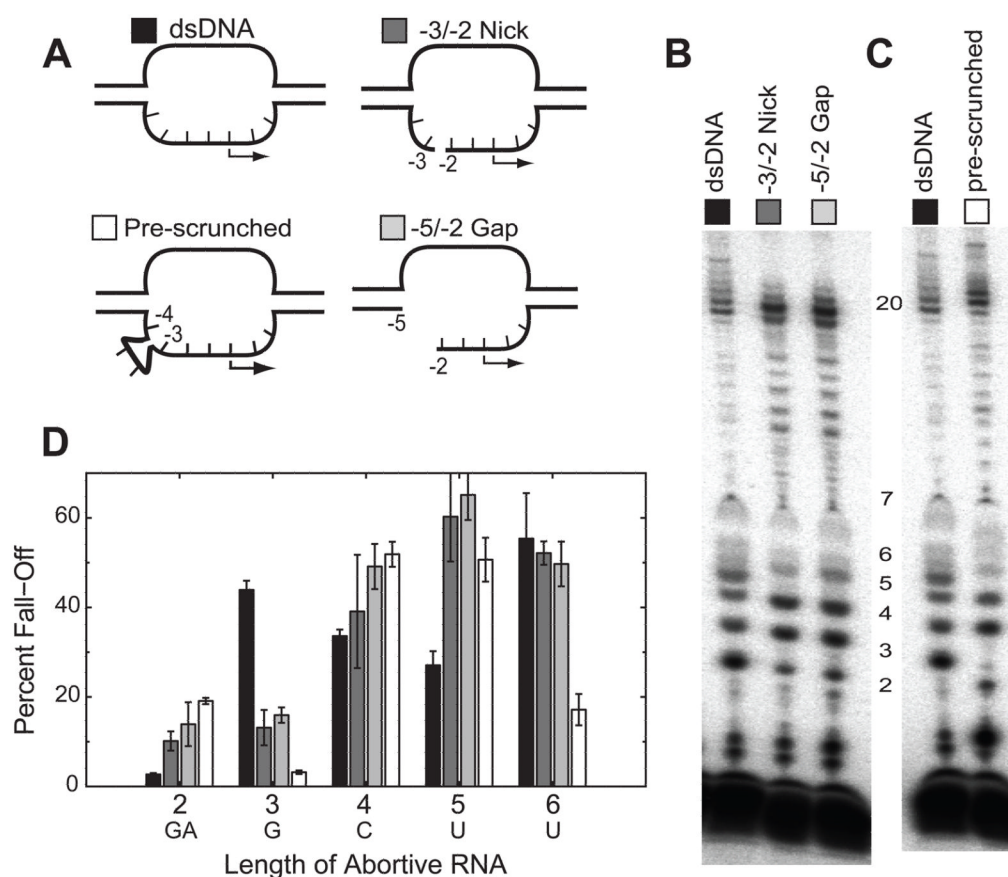 A
dsDNA
-3/-2 Nick
-3
-2
Pre-scrunched
-4
-3
-5/-2 Gap
-5
-2
B
dsDNA
-3/-2 Nick
-5/-2 Gap
C
dsDNA
pre-scrunched
20
7
6
5
4
3
2
D
Percent Fall-Off
60
40
20
0
2
3
4
5
6
GA
G
C
U
U
Length of Abortive RNA